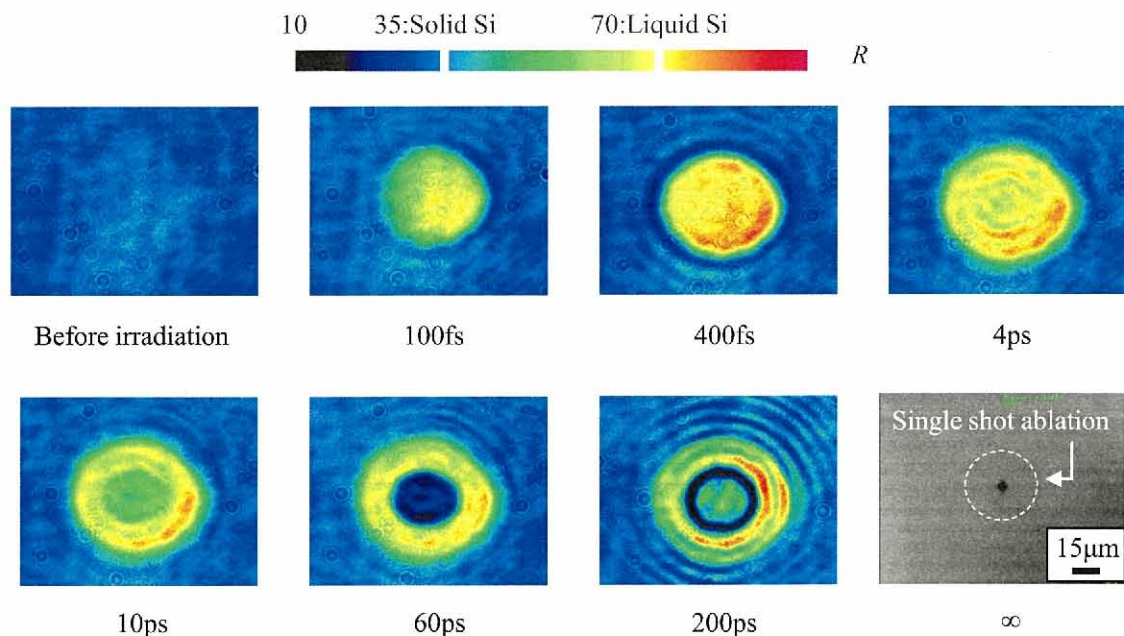 10 35:Solid Si 70:Liquid Si
R
Before irradiation 100fs 400fs 4ps
Single shot ablation
15μm
10ps 60ps 200ps ∞